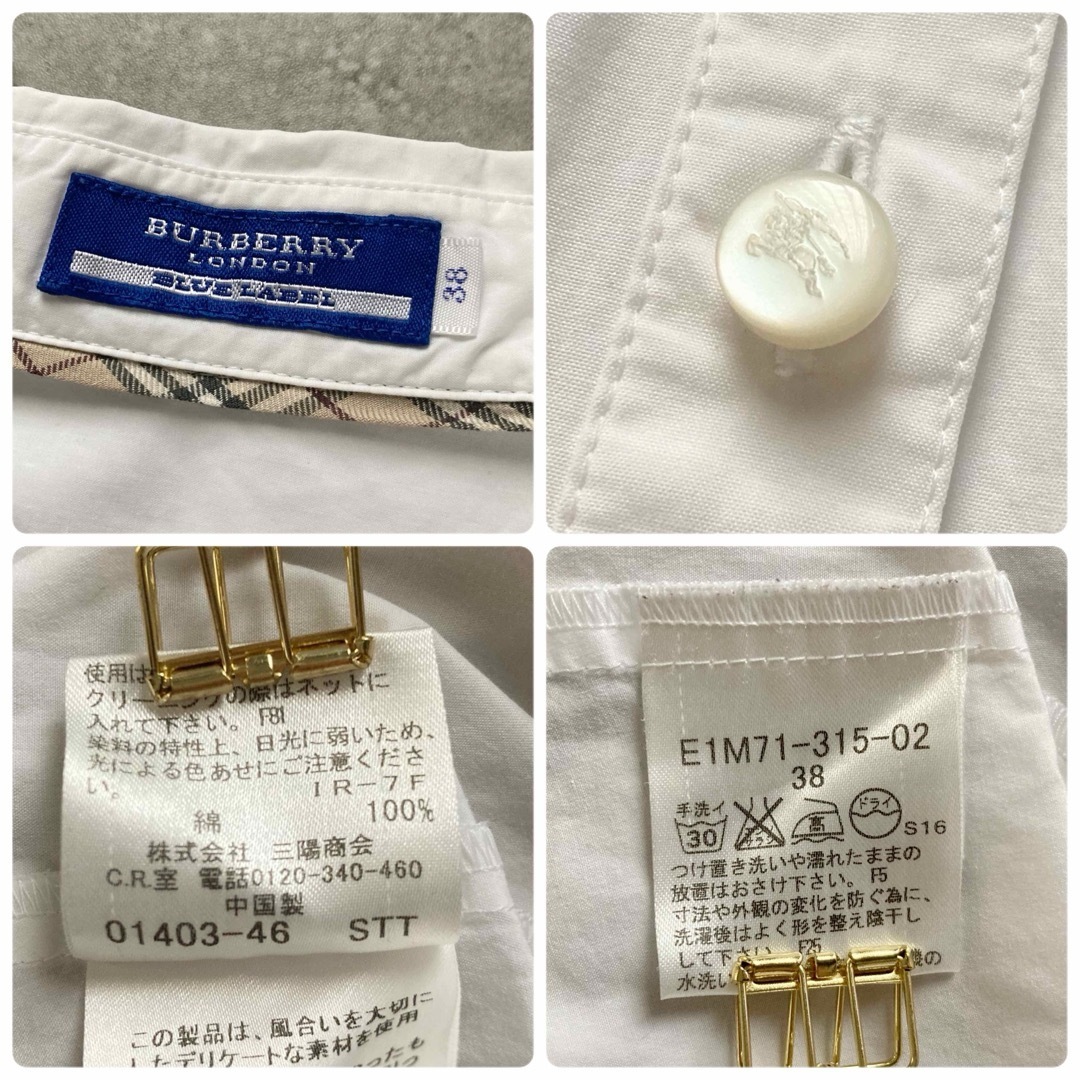 BURBERRY
LONDON
BLUE LABEL
38
使用は
クリーニングの際はネットに
入れて下さい。 F81
染料の特性上、日光に弱いため、
光による色あせにご注意くださ
い。
IR-7F
綿 100%
株式会社 三陽商会
C.R.室 電話0120-340-460
中国製
01403-46 STT
この製品は、風合いを大切に
したデリケートな素材を使用
E1M71-315-02
38
手洗イ
30
高
ドライ
S16
つけ置き洗いや濡れたままの
放置はおさけ下さい。 F5
寸法や外観の変化を防ぐ為に、
洗濯後はよく形を整え陰干し
して下さい。 F25
機の
水洗い